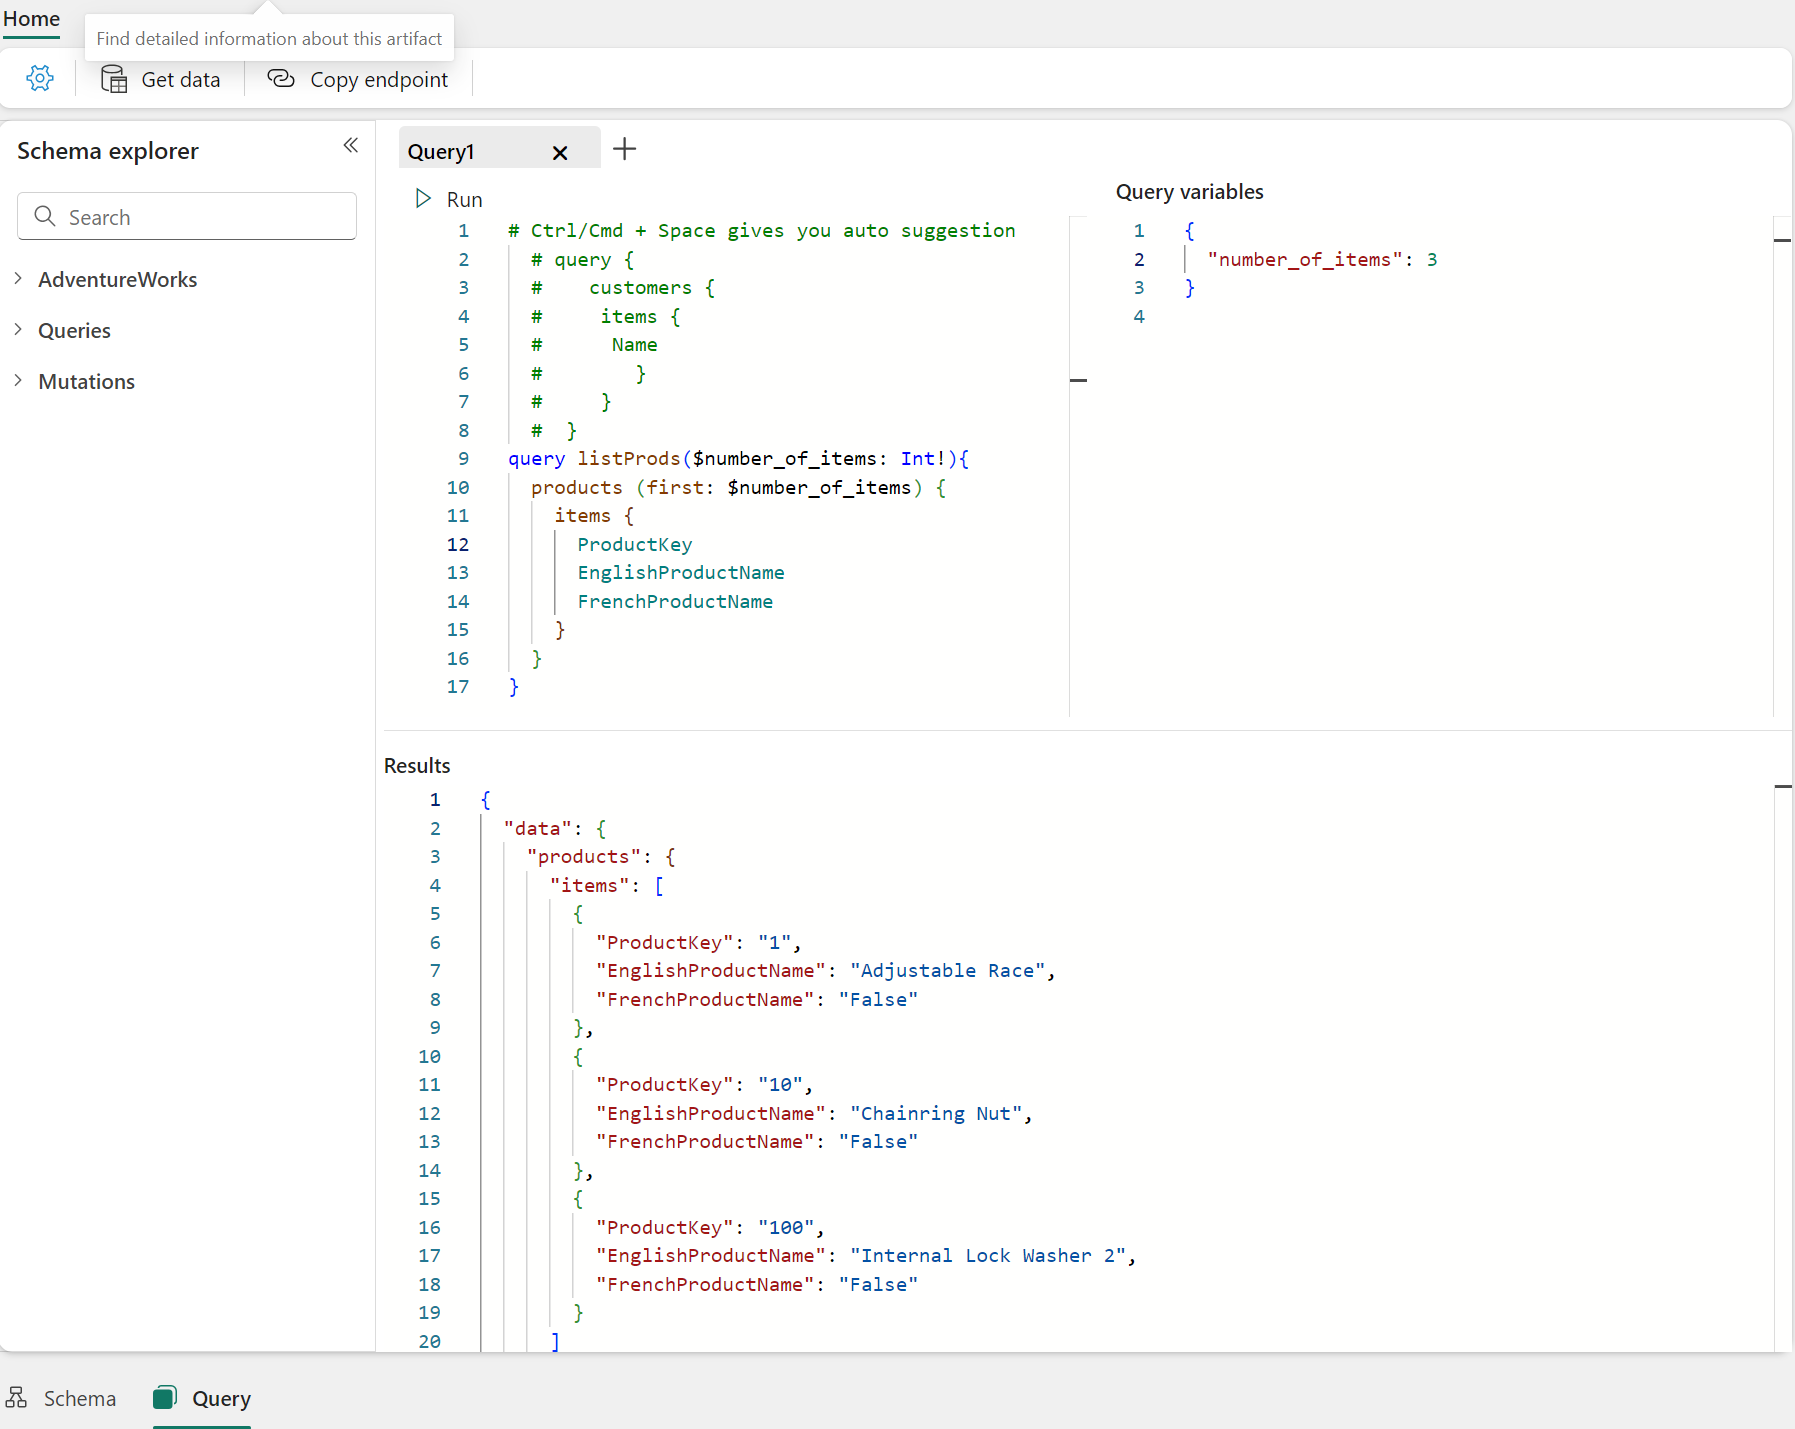 Home
Find detailed information about this artifact
Get data
Copy endpoint
Schema explorer
Search
AdventureWorks
Queries
Mutations
Query1
Run
1 # Ctrl/Cmd + Space gives you auto suggestion
2 # query {
3 # customers {
4 # items {
5 # Name
6 # }
7 # }
8 # }
9 query listProds($number_of_items: Int!){
10 products (first: $number_of_items) {
11 items {
12 ProductKey
13 EnglishProductName
14 FrenchProductName
15 }
16 }
17 }
Query variables
1 {
2 "number_of_items": 3
3 }
4
Results
1 {
2 "data": {
3 "products": {
4 "items": [
5 {
6 "ProductKey": "1",
7 "EnglishProductName": "Adjustable Race",
8 "FrenchProductName": "False"
9 },
10 {
11 "ProductKey": "10",
12 "EnglishProductName": "Chainring Nut",
13 "FrenchProductName": "False"
14 },
15 {
16 "ProductKey": "100",
17 "EnglishProductName": "Internal Lock Washer 2",
18 "FrenchProductName": "False"
19 }
20 ]
Schema
Query